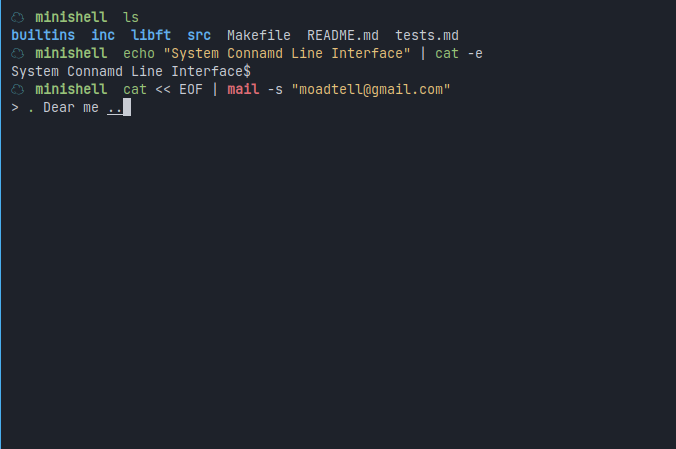 minishell ls
builtins inc libft src Makefile README.md tests.md
minishell echo "System Connamd Line Interface" | cat -e
System Connamd Line Interface$
minishell cat << EOF | mail -s "moadtell@gmail.com"
> . Dear me ..